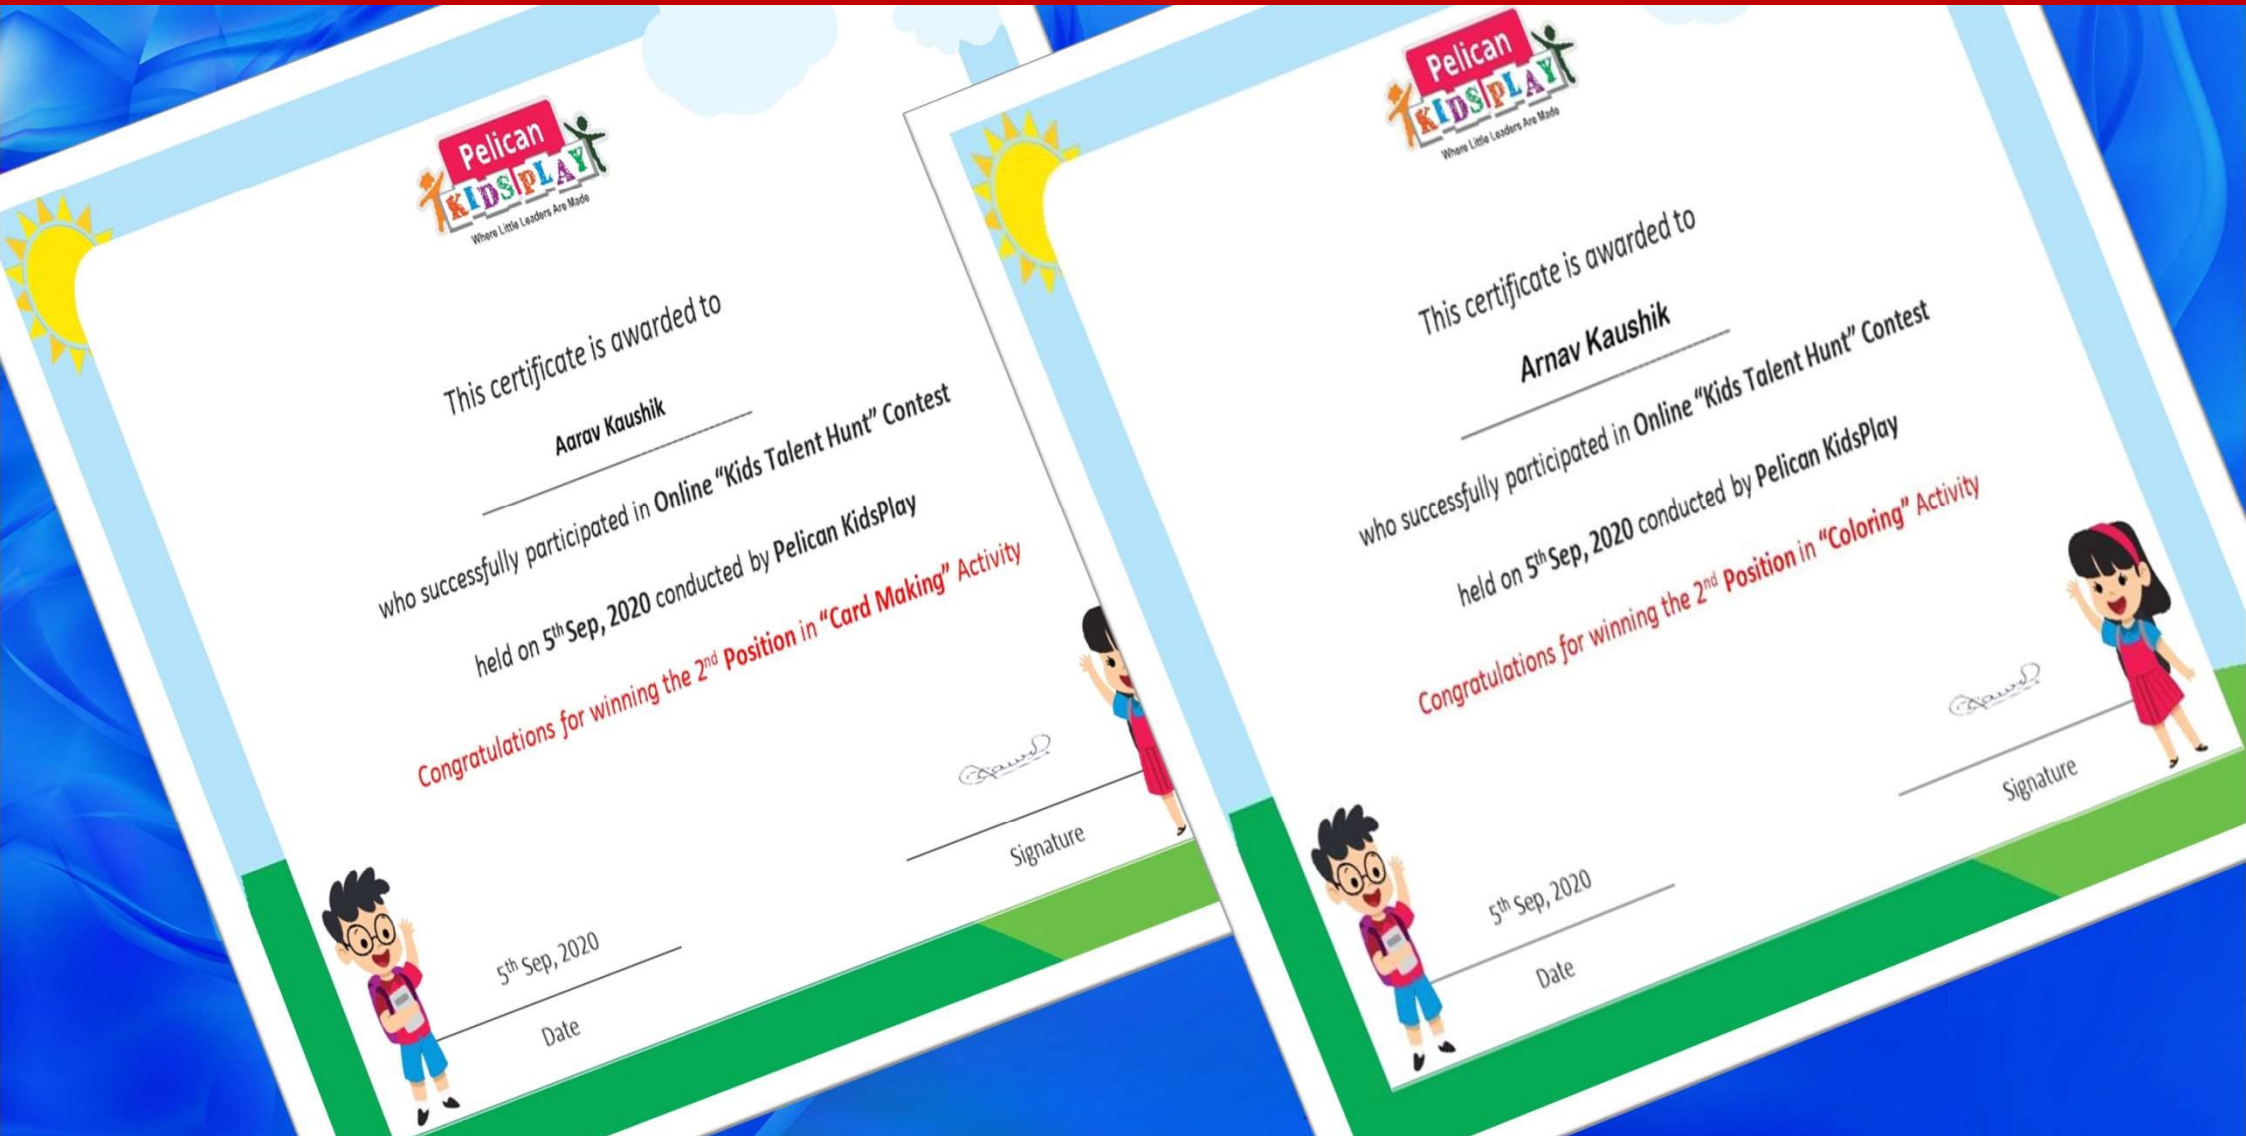 Pelican
KIDSPLAY
Where Little Leaders Are Made
This certificate is awarded to
Aarav Kaushik
who successfully participated in Online “Kids Talent Hunt” Contest
held on 5th Sep, 2020 conducted by Pelican KidsPlay
Congratulations for winning the 2nd Position in “Card Making” Activity
5th Sep, 2020
Date
Signature
Pelican
KIDSPLAY
Where Little Leaders Are Made
This certificate is awarded to
Arnav Kaushik
who successfully participated in Online “Kids Talent Hunt” Contest
held on 5th Sep, 2020 conducted by Pelican KidsPlay
Congratulations for winning the 2nd Position in “Coloring” Activity
5th Sep, 2020
Date
Signature